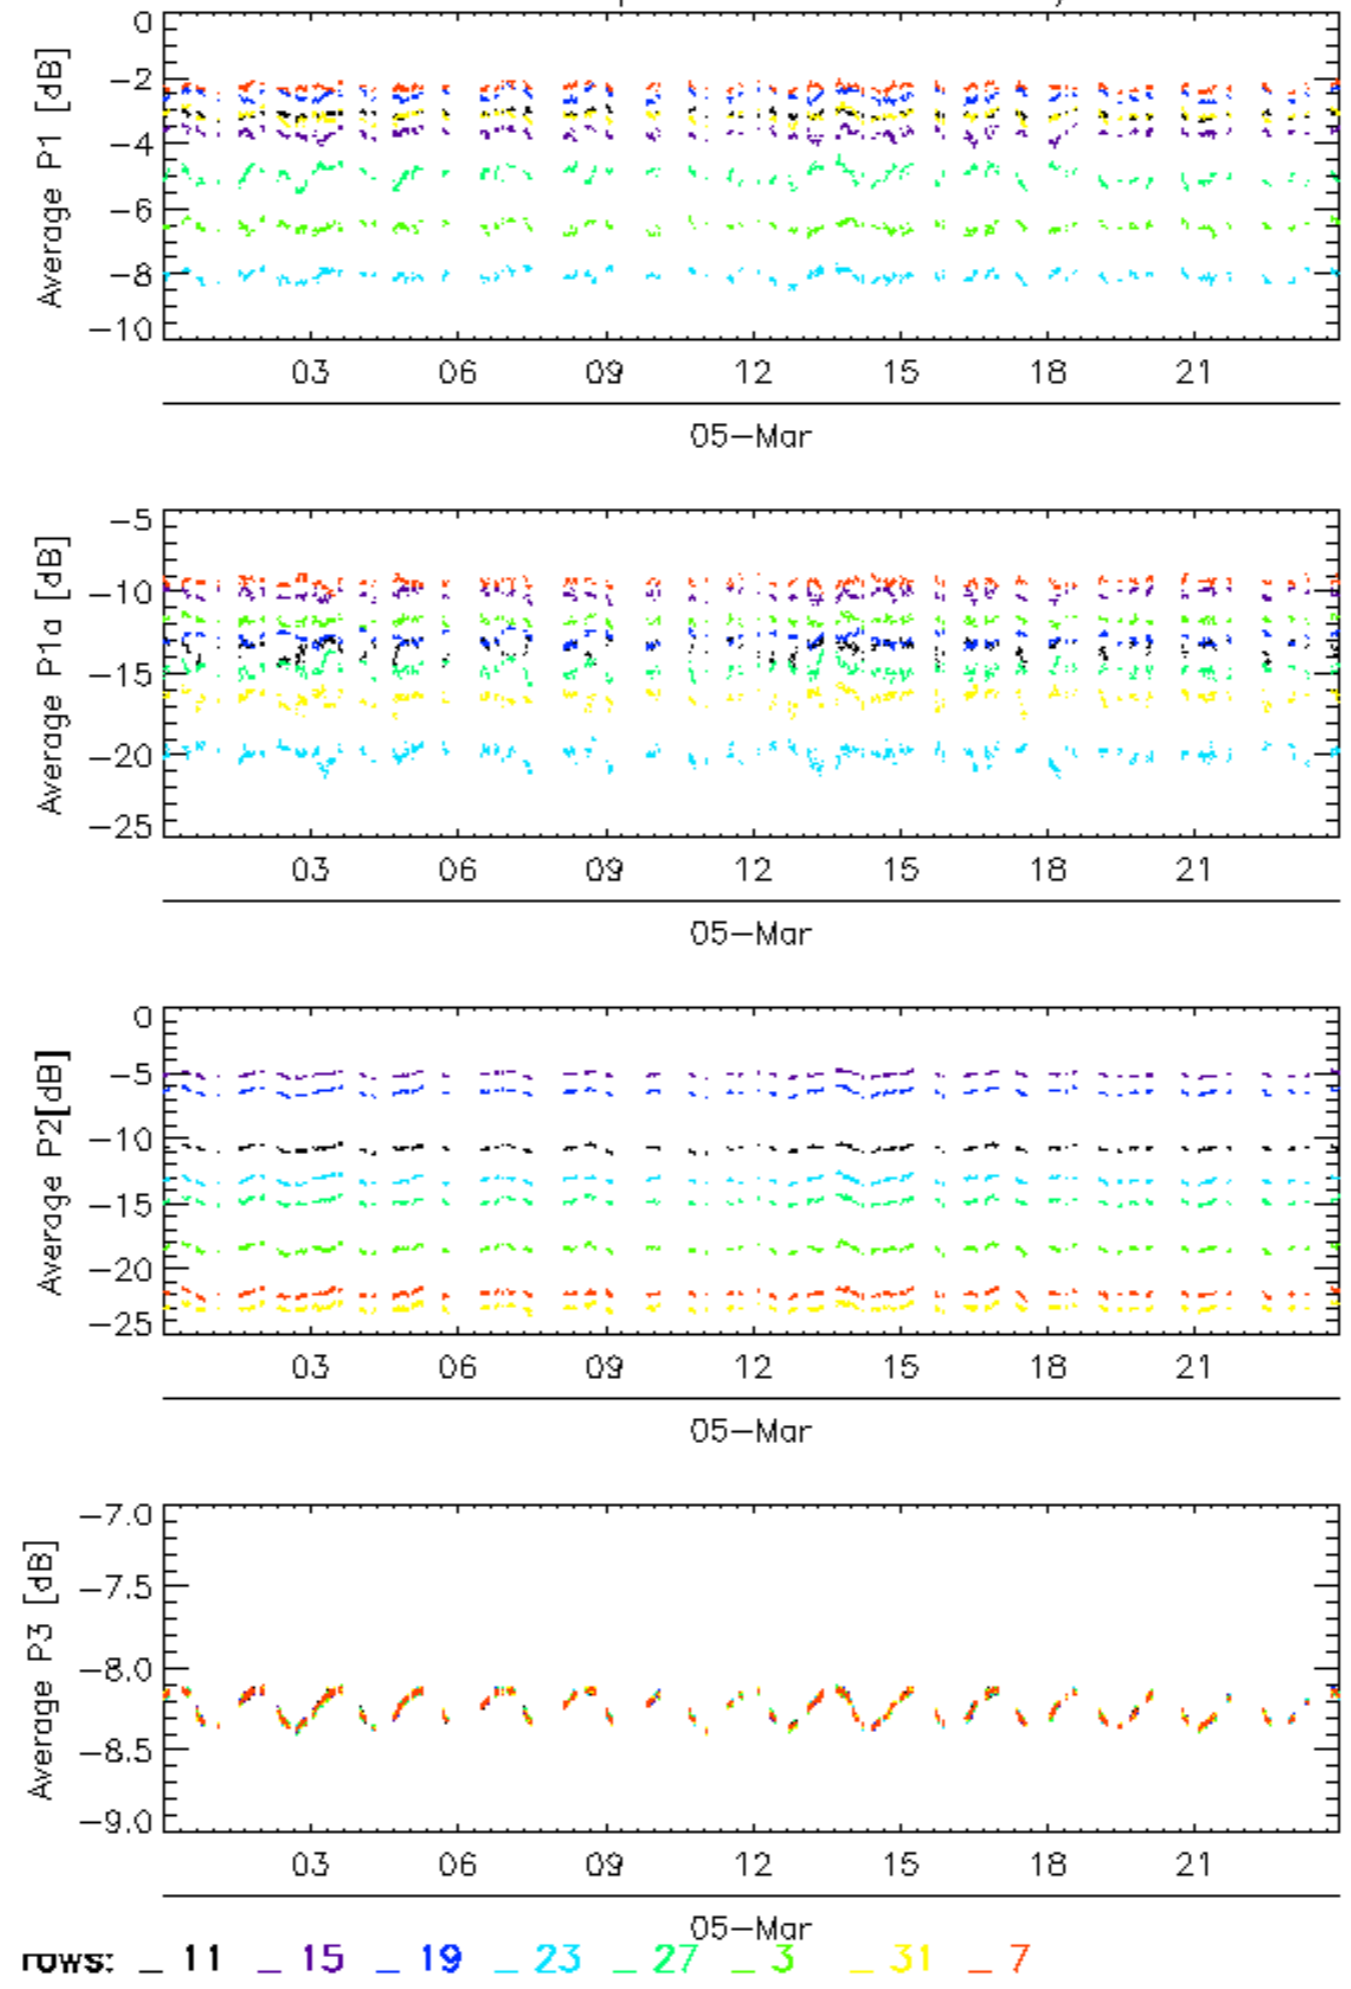 0
−2
−4
−6
−8
−10
Average P1 [dB]
03 06 09 12 15 18 21
05−Mar
−5
−10
−15
−20
−25
Average P1a [dB]
03 06 09 12 15 18 21
05−Mar
0
−5
−10
−15
−20
−25
Average P2[dB]
03 06 09 12 15 18 21
05−Mar
−7.0
−7.5
−8.0
−8.5
−9.0
Average P3 [dB]
03 06 09 12 15 18 21
05−Mar
rows: _ 11 _ 15 _ 19 _ 23 _ 27 _ 3 _ 31 _ 7